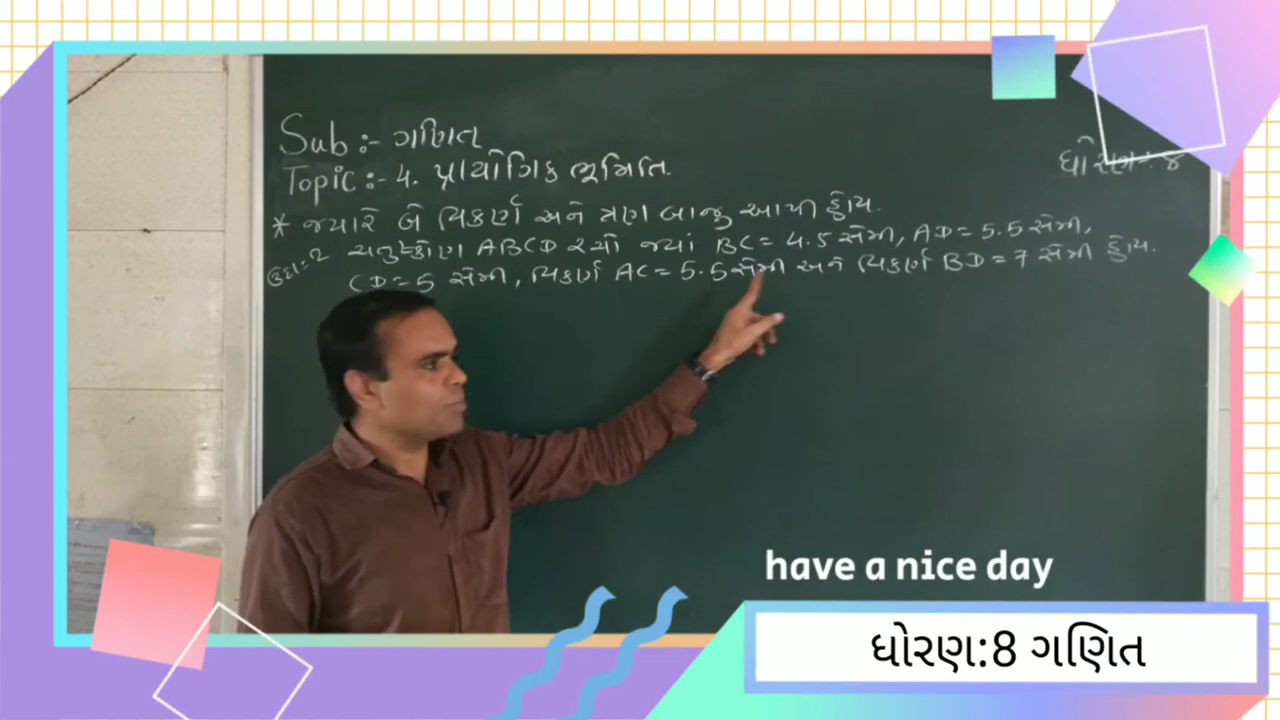 Sub :- ગણિત
Topic :- 4. પ્રાયોગિક ભૂમિતિ.
ધોરણ :- ૪
* જ્યારે બે વિકર્ણ અને ત્રણ બાજુ આપી હોય.
ઉદા = 2 ચતુષ્કોણ ABCD રચો જ્યાં BC = 4.5 સેમી, AD = 5.5 સેમી,
CD = 5 સેમી, વિકર્ણ AC = 5.5 સેમી અને વિકર્ણ BD = 7 સેમી હોય.
have a nice day
ધોરણ:8 ગણિત